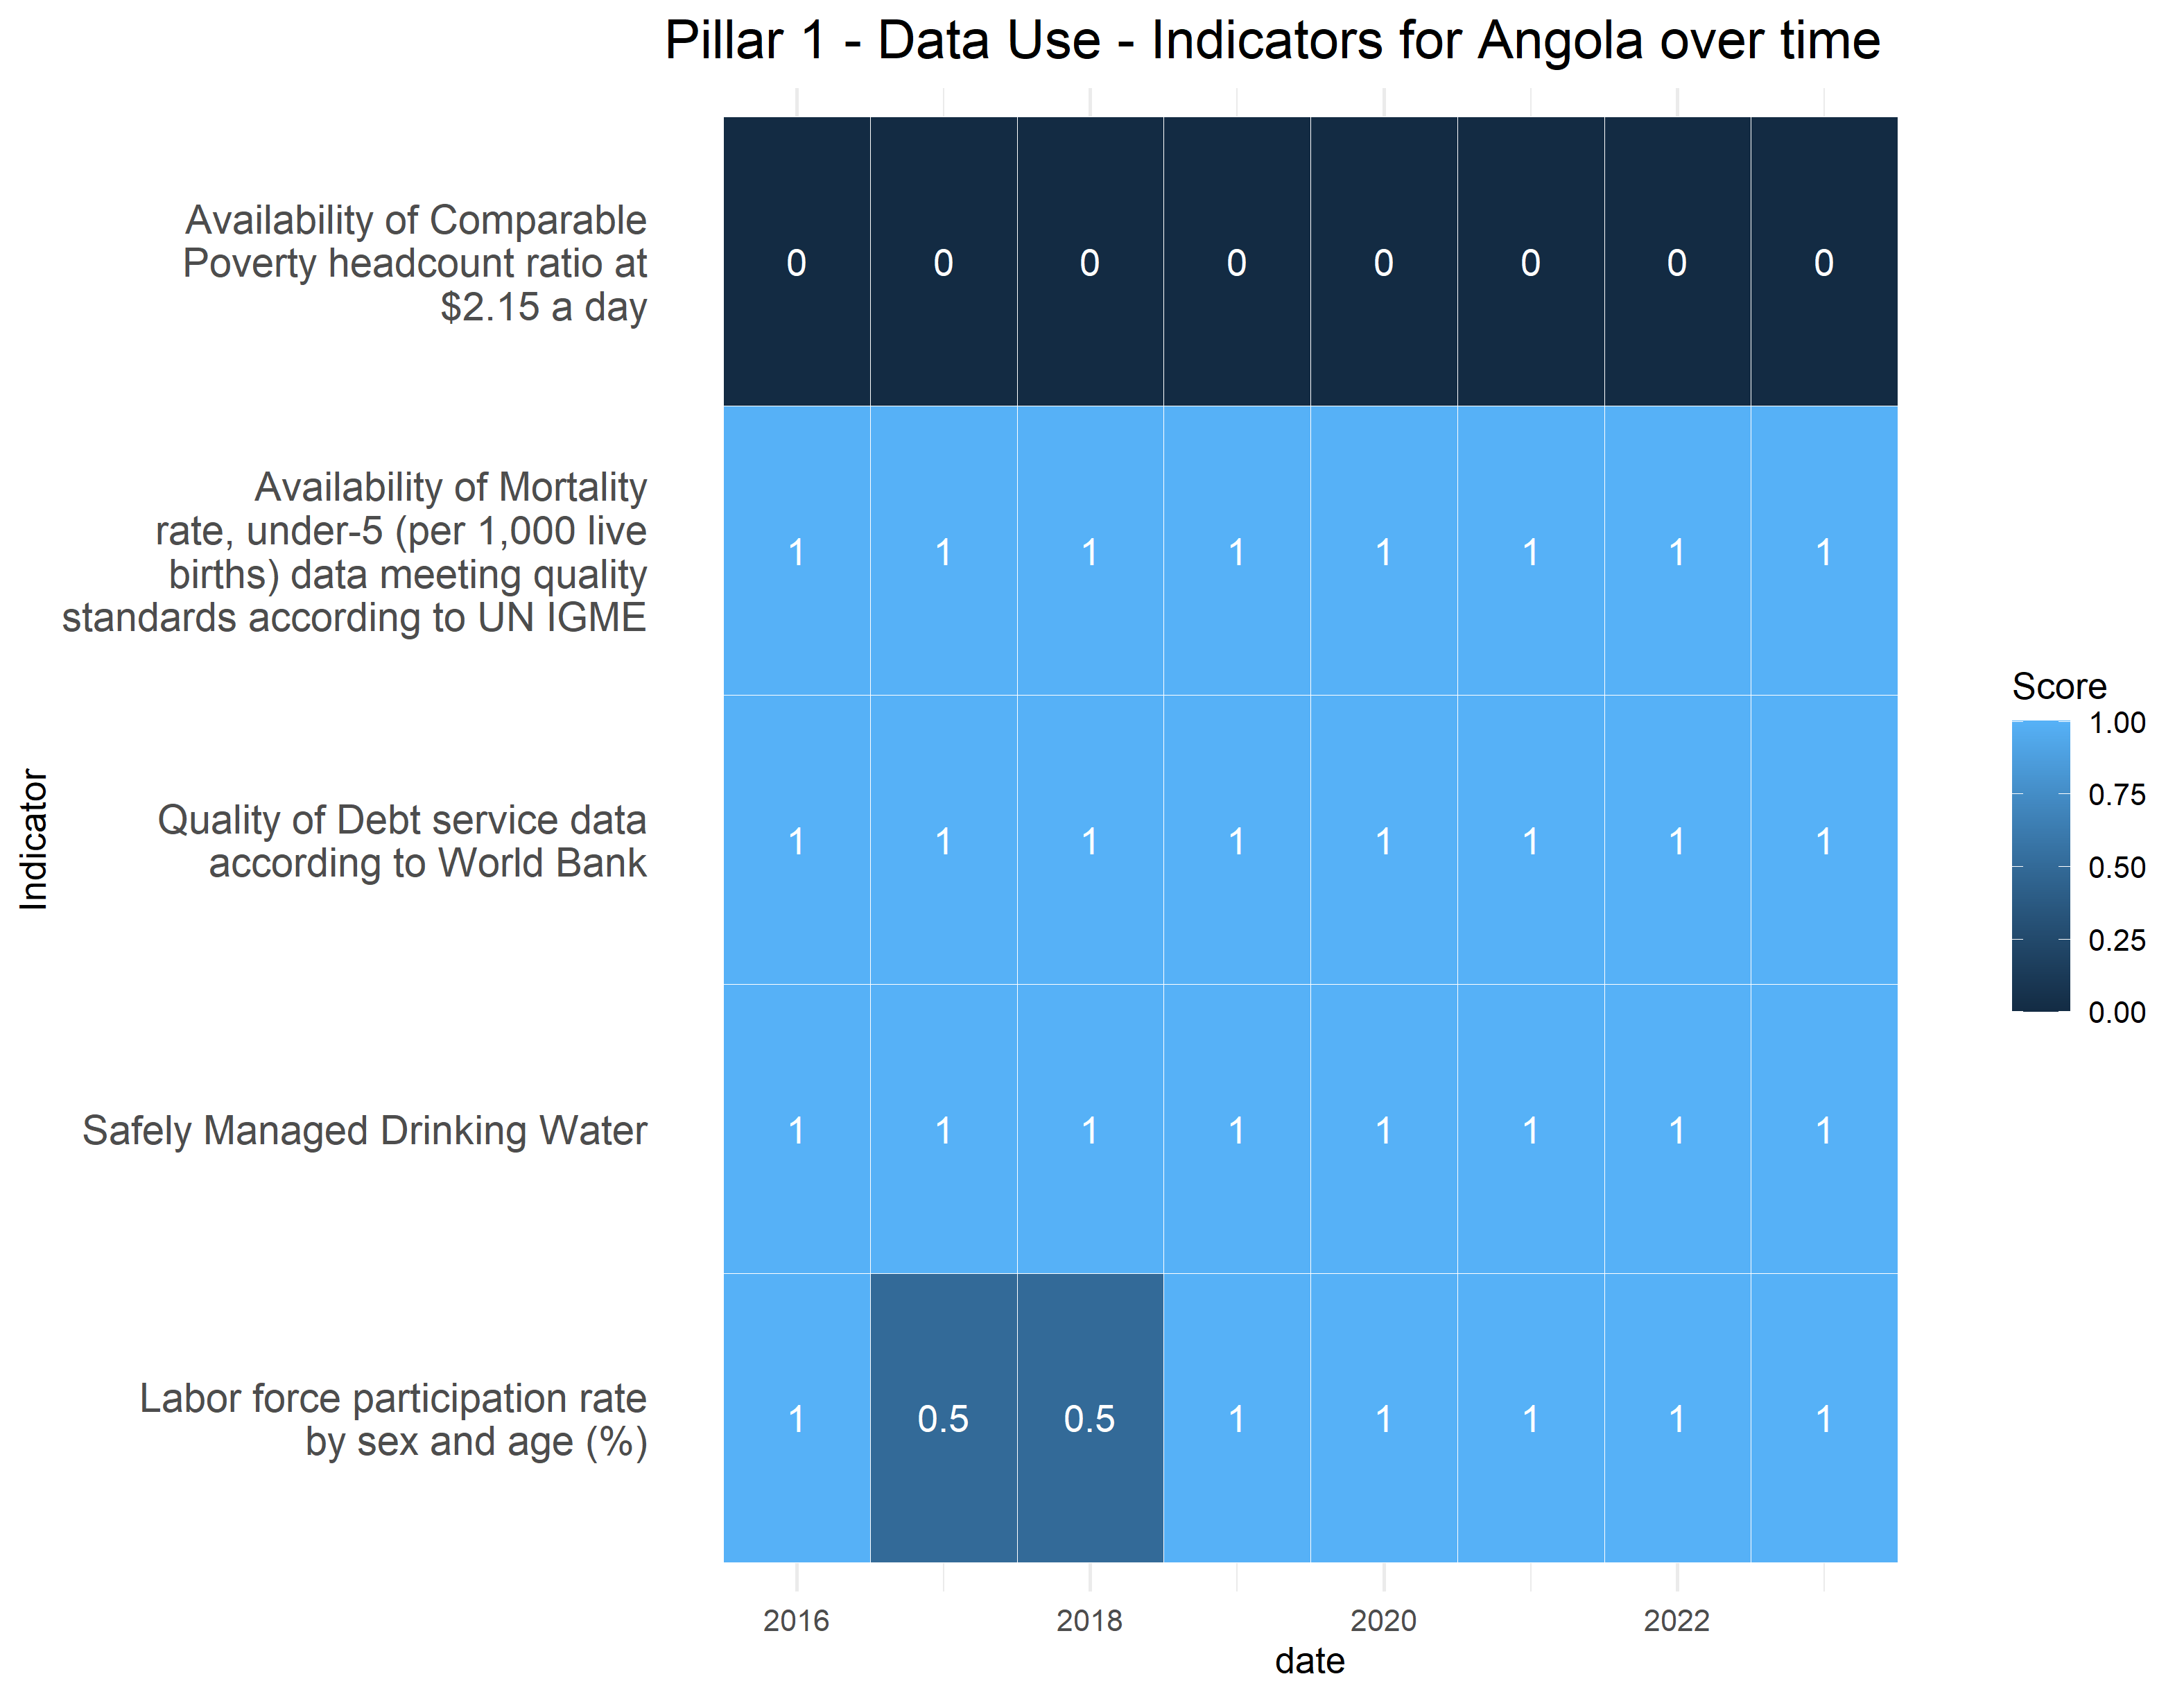 Pillar 1 - Data Use - Indicators for Angola over time
Indicator
Availability of Comparable
Poverty headcount ratio at
$2.15 a day
0 0 0 0 0 0 0 0
Availability of Mortality
rate, under-5 (per 1,000 live
births) data meeting quality
standards according to UN IGME
1 1 1 1 1 1 1 1
Quality of Debt service data
according to World Bank
1 1 1 1 1 1 1 1
Safely Managed Drinking Water
1 1 1 1 1 1 1 1
Labor force participation rate
by sex and age (%)
1 0.5 0.5 1 1 1 1 1
2016 2018 2020 2022
date
Score
1.00
0.75
0.50
0.25
0.00